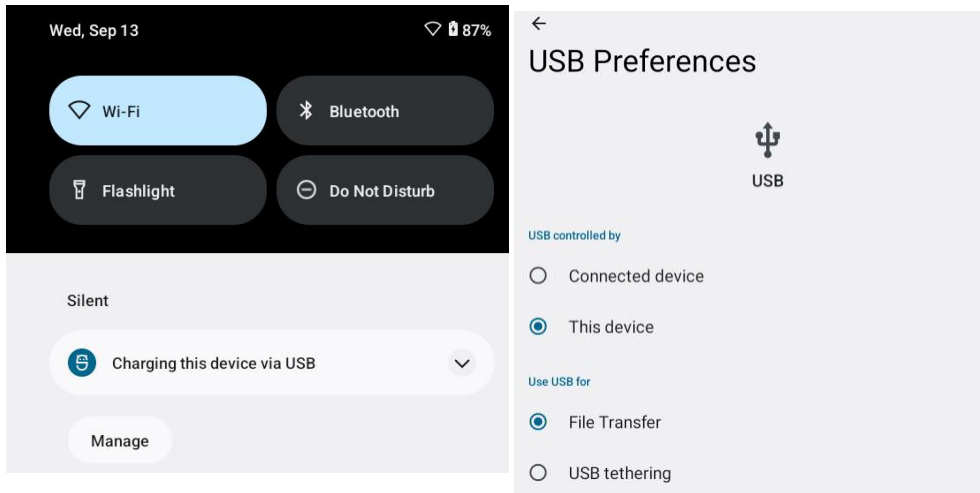 Wed, Sep 13
87%
Wi-Fi
Bluetooth
Flashlight
Do Not Disturb
Silent
Charging this device via USB
Manage
USB Preferences
USB
USB controlled by
Connected device
This device
Use USB for
File Transfer
USB tethering